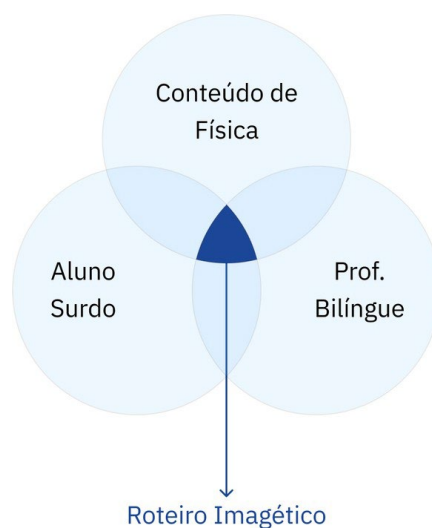 Conteúdo de
Física
Aluno
Surdo
Prof.
Bilíngue
Roteiro Imagético